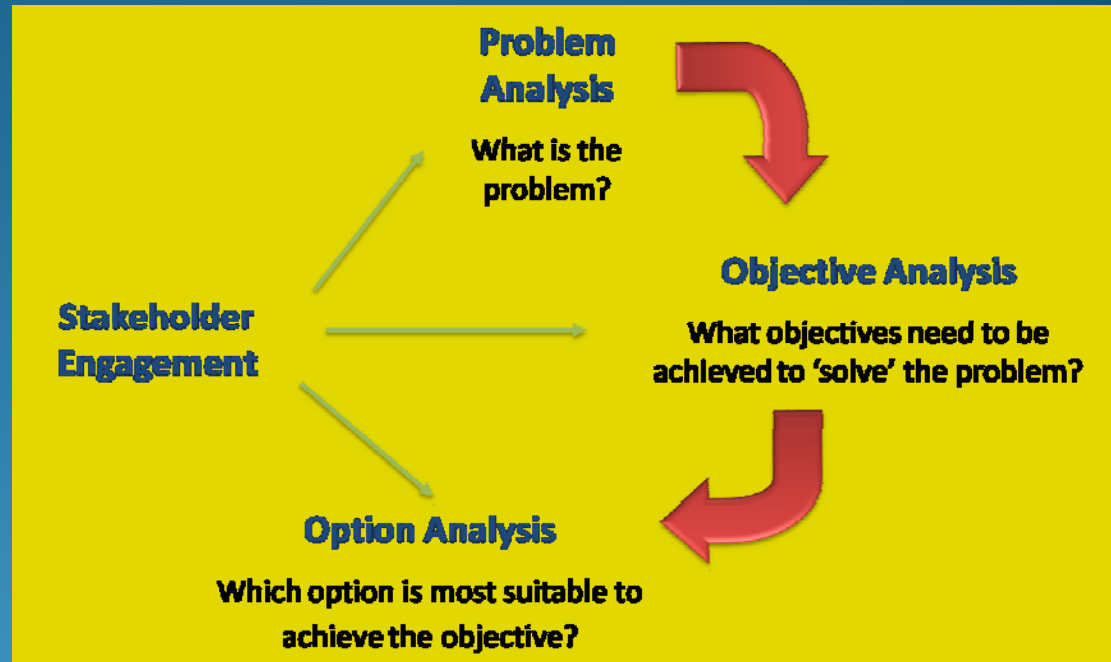 Problem
Analysis
What is the
problem?
Objective Analysis
What objectives need to be
achieved to ‘solve’ the problem?
Stakeholder
Engagement
Option Analysis
Which option is most suitable to
achieve the objective?